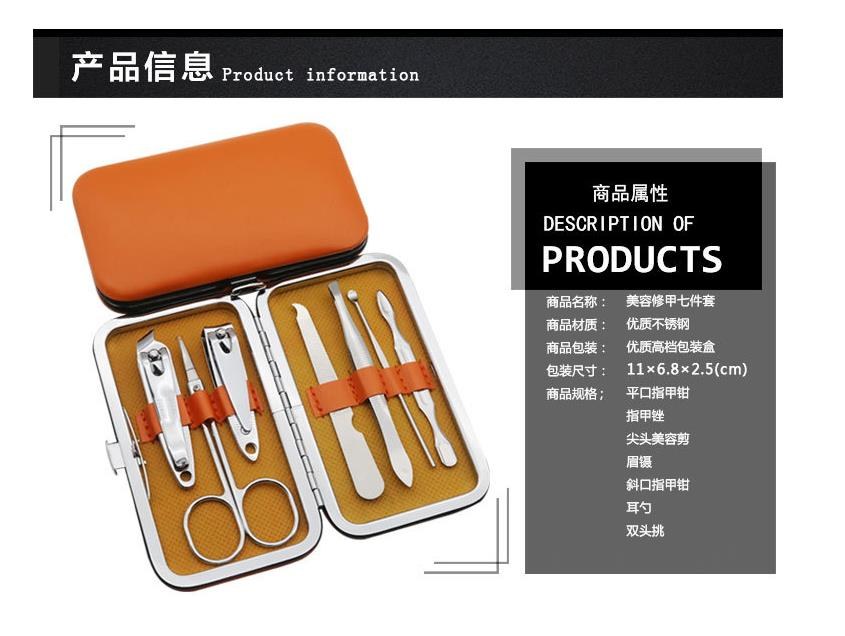 产品信息 Product information
商品属性
DESCRIPTION OF
PRODUCTS
商品名称： 美容修甲七件套
商品材质： 优质不锈钢
商品包装： 优质高档包装盒
包装尺寸： 11×6.8×2.5(cm)
商品规格； 平口指甲钳
指甲锉
尖头美容剪
眉镊
斜口指甲钳
耳勺
双头挑